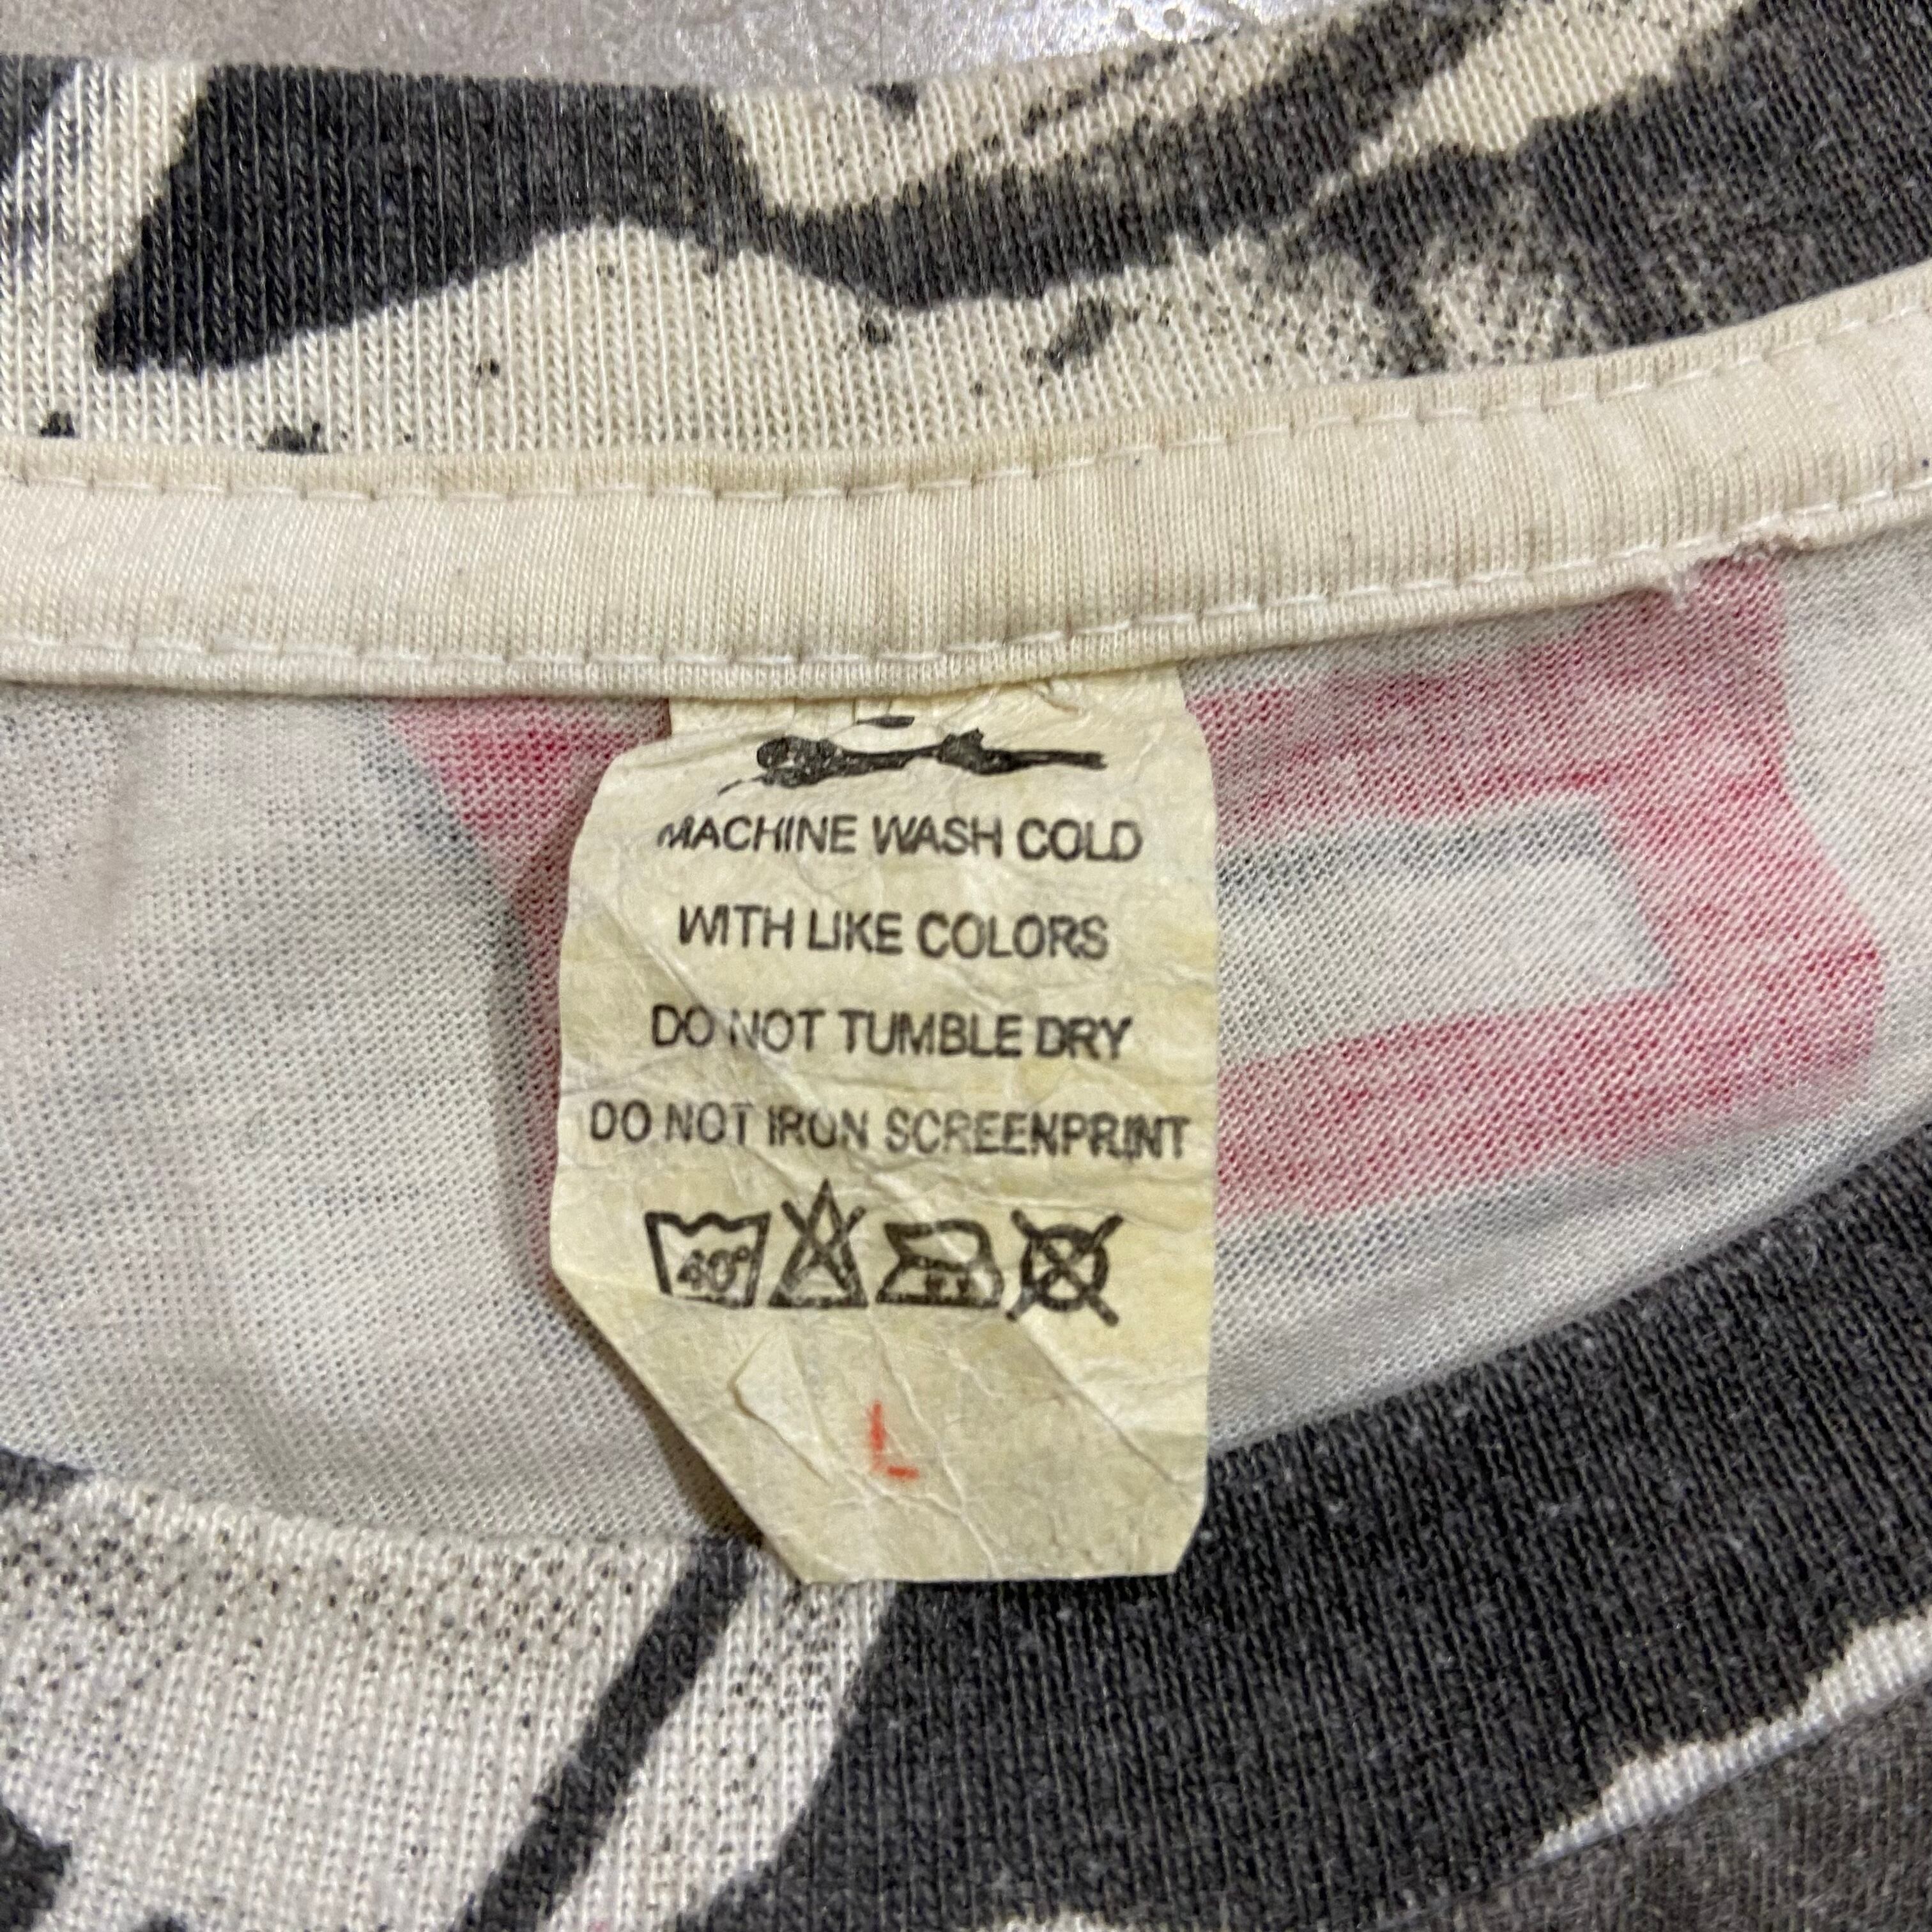 MACHINE WASH COLD
WITH LIKE COLORS
DO NOT TUMBLE DRY
DO NOT IRON SCREENPRINT
40°
L